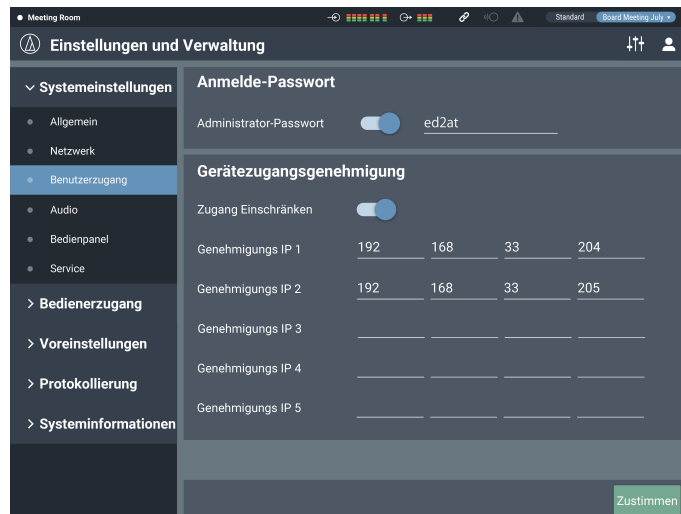 Meeting Room
Standard
Board Meeting July
Einstellungen und Verwaltung
Systemeinstellungen
Allgemein
Netzwerk
Benutzerzugang
Audio
Bedienpanel
Service
Bedienerzugang
Voreinstellungen
Protokollierung
Systeminformationen
Anmelde-Passwort
Administrator-Passwort ed2at
Gerätezugangsgenehmigung
Zugang Einschränken
Genehmigungs IP 1 192 168 33 204
Genehmigungs IP 2 192 168 33 205
Genehmigungs IP 3
Genehmigungs IP 4
Genehmigungs IP 5
Zustimmen